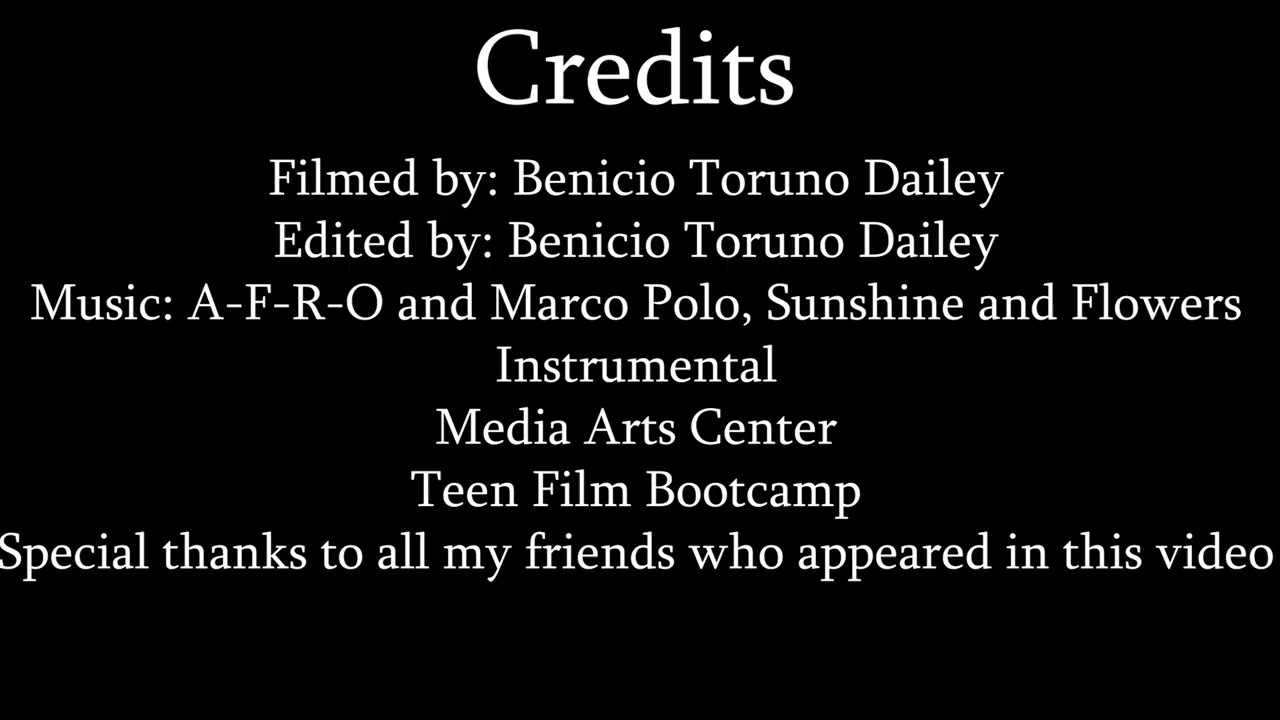 Credits
Filmed by: Benicio Toruno Dailey
Edited by: Benicio Toruno Dailey
Music: A-F-R-O and Marco Polo, Sunshine and Flowers
Instrumental
Media Arts Center
Teen Film Bootcamp
Special thanks to all my friends who appeared in this video